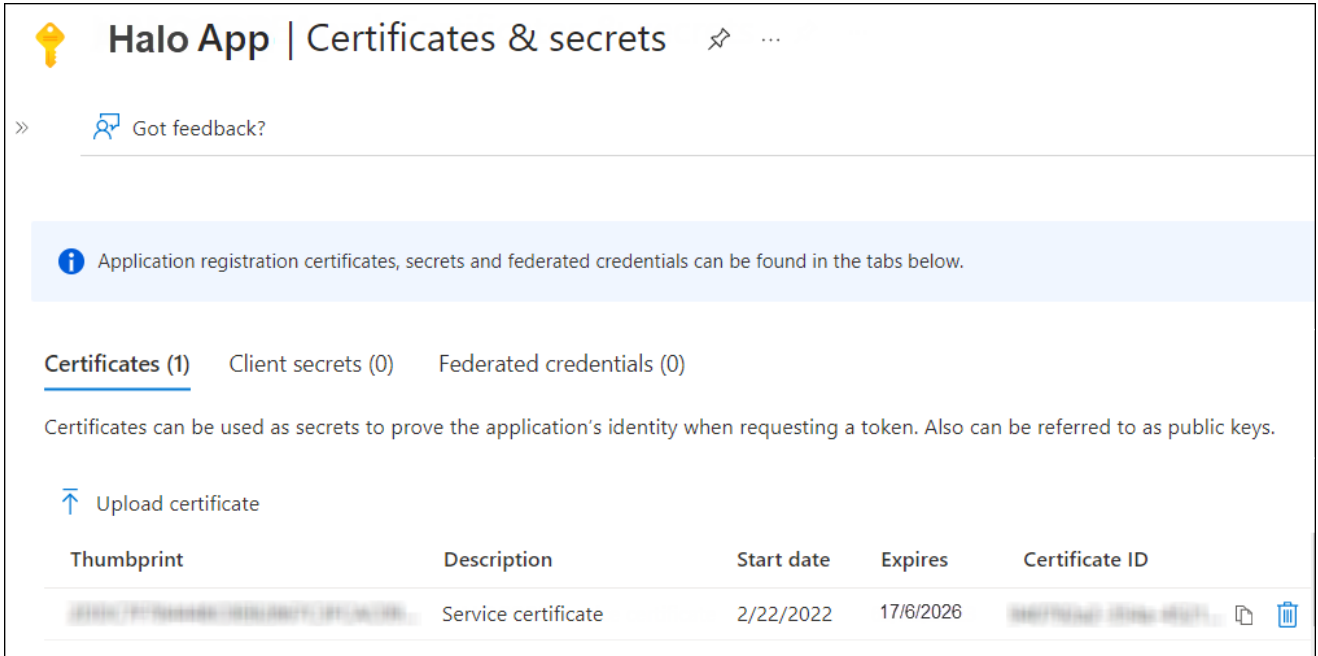 Halo App | Certificates & secrets ...
Got feedback?
Application registration certificates, secrets and federated credentials can be found in the tabs below.
Certificates (1) Client secrets (0) Federated credentials (0)
Certificates can be used as secrets to prove the application's identity when requesting a token. Also can be referred to as public keys.
Upload certificate
Thumbprint Description Start date Expires Certificate ID
Service certificate 2/22/2022 17/6/2026